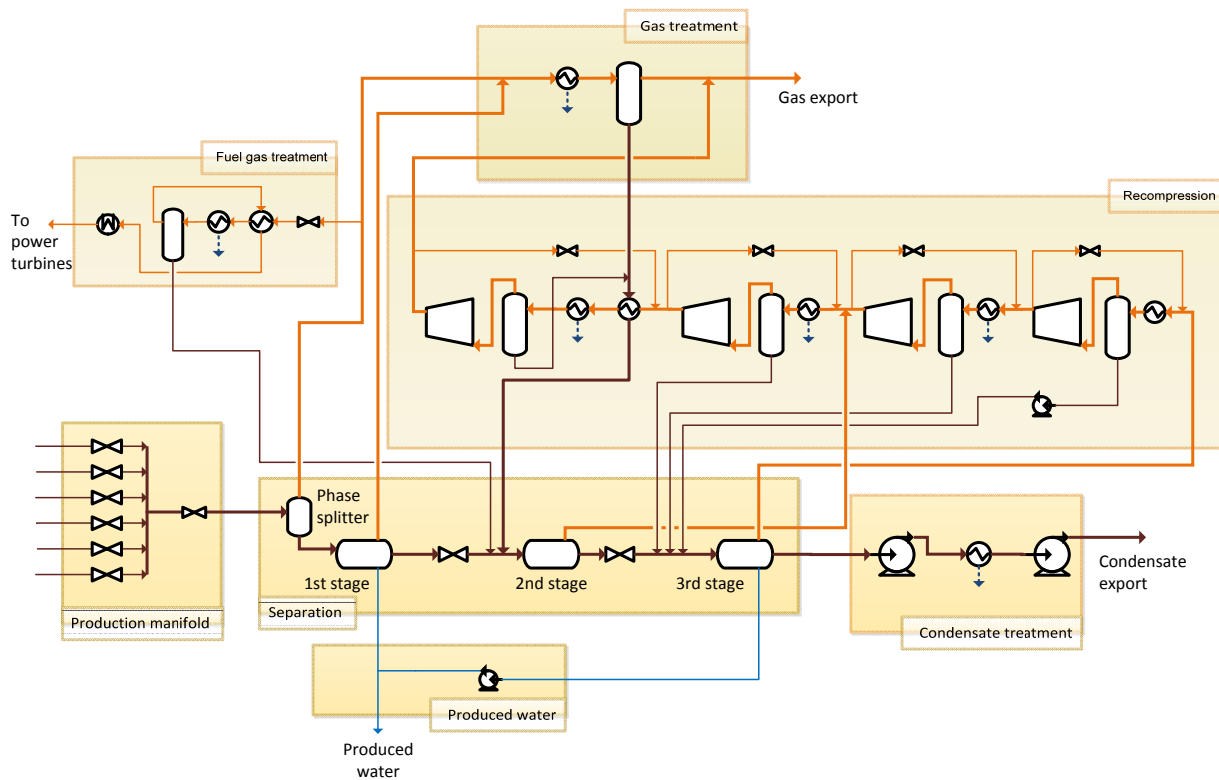 Gas treatment
Gas export
Fuel gas treatment
To
power
turbines
Recompression
Phase
splitter
1st stage
2nd stage
3rd stage
Separation
Production manifold
Condensate
export
Condensate treatment
Produced water
Produced
water